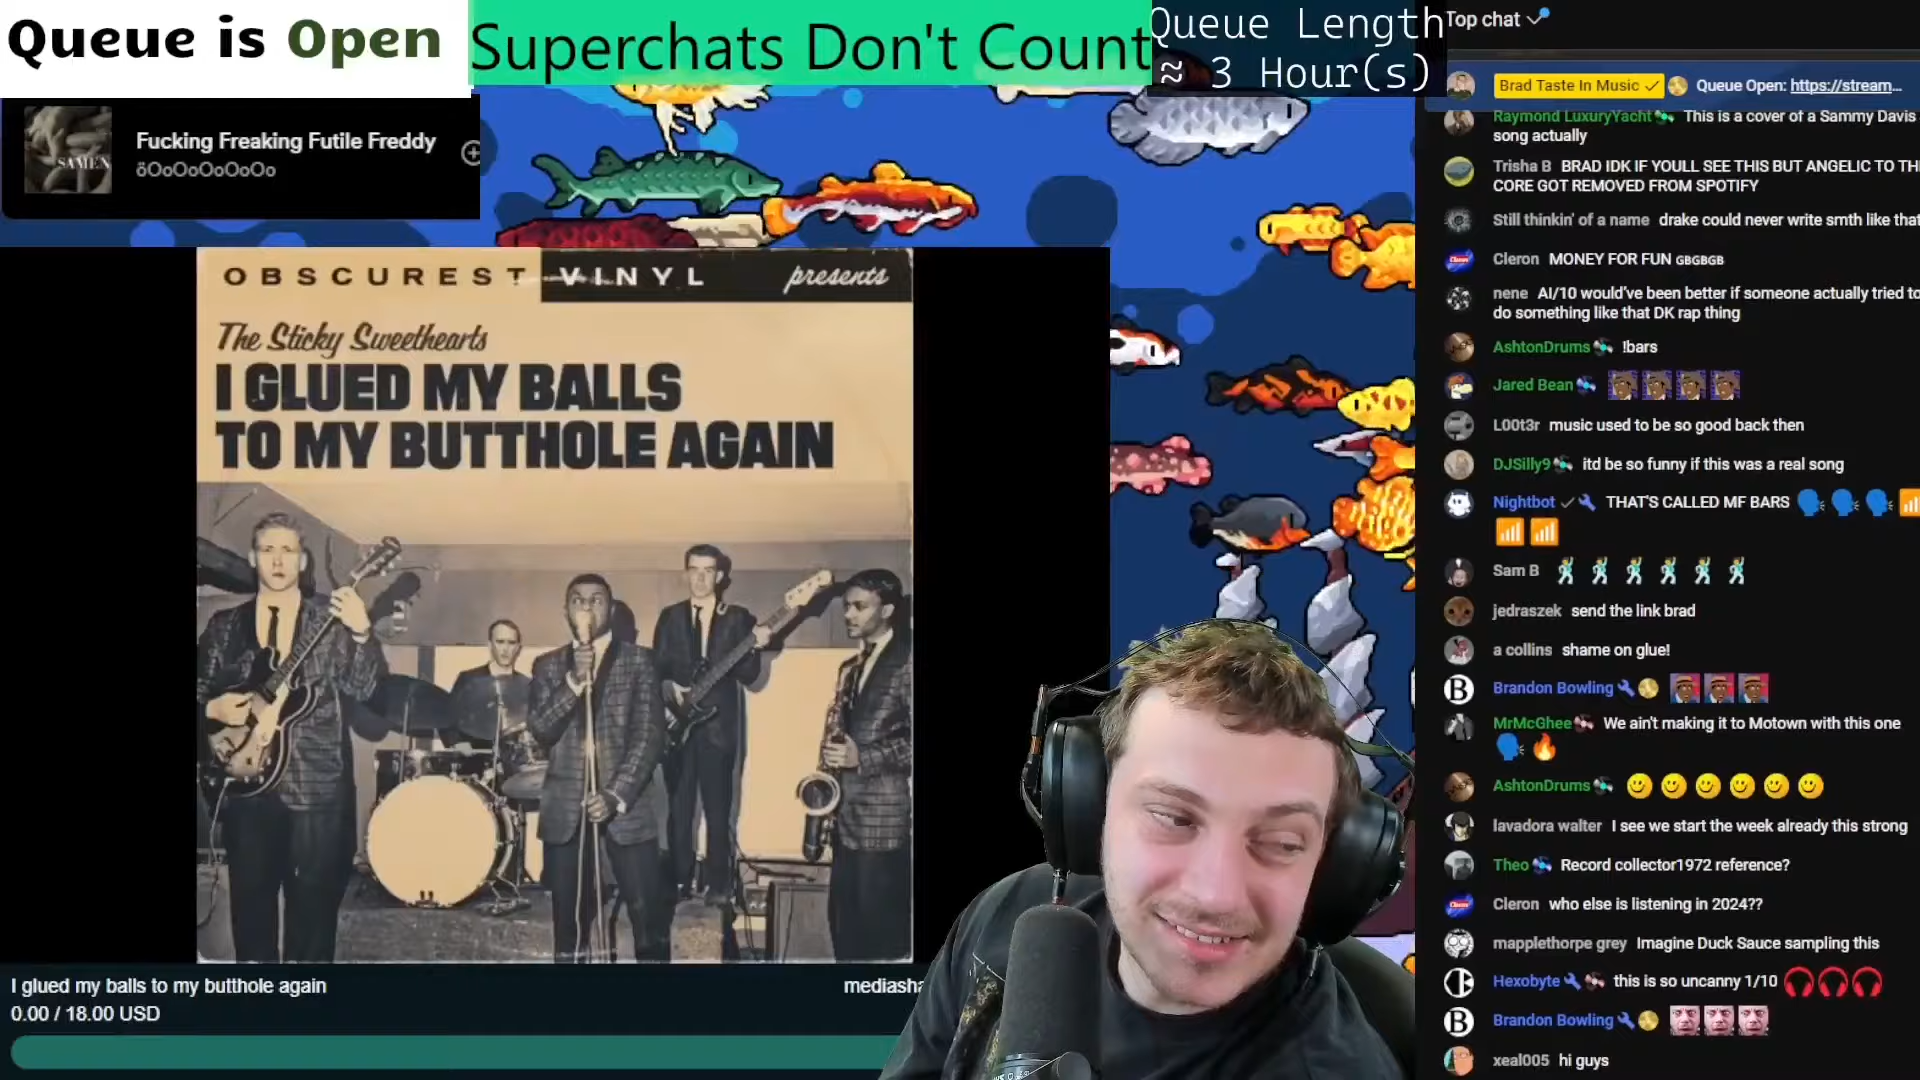 Queue is Open
Superchats Don't Count
Queue Length
≈ 3 Hour(s)
Fucking Freaking Futile Freddy
öOoOoOoOoOo
SAMEN
OBSCUREST VINYL presents
The Sticky Sweethearts
I GLUED MY BALLS
TO MY BUTTHOLE AGAIN
I glued my balls to my butthole again
mediasha
0.00 / 18.00 USD
Top chat
Brad Taste In Music Queue Open: https://stream...
Raymond LuxuryYacht This is a cover of a Sammy Davis
song actually
Trisha B BRAD IDK IF YOULL SEE THIS BUT ANGELIC TO TH
CORE GOT REMOVED FROM SPOTIFY
Still thinkin' of a name drake could never write smth like that
Cleron MONEY FOR FUN GBGBGB
nene AI/10 would've been better if someone actually tried to
do something like that DK rap thing
AshtonDrums !bars
Jared Bean
L00t3r music used to be so good back then
DJSilly9 itd be so funny if this was a real song
Nightbot THAT'S CALLED MF BARS
Sam B
jedraszek send the link brad
a collins shame on glue!
Brandon Bowling
MrMcGhee We ain't making it to Motown with this one
AshtonDrums
lavadora walter I see we start the week already this strong
Theo Record collector1972 reference?
Cleron who else is listening in 2024??
mapplethorpe grey Imagine Duck Sauce sampling this
Hexobyte this is so uncanny 1/10
Brandon Bowling
xeal005 hi guys